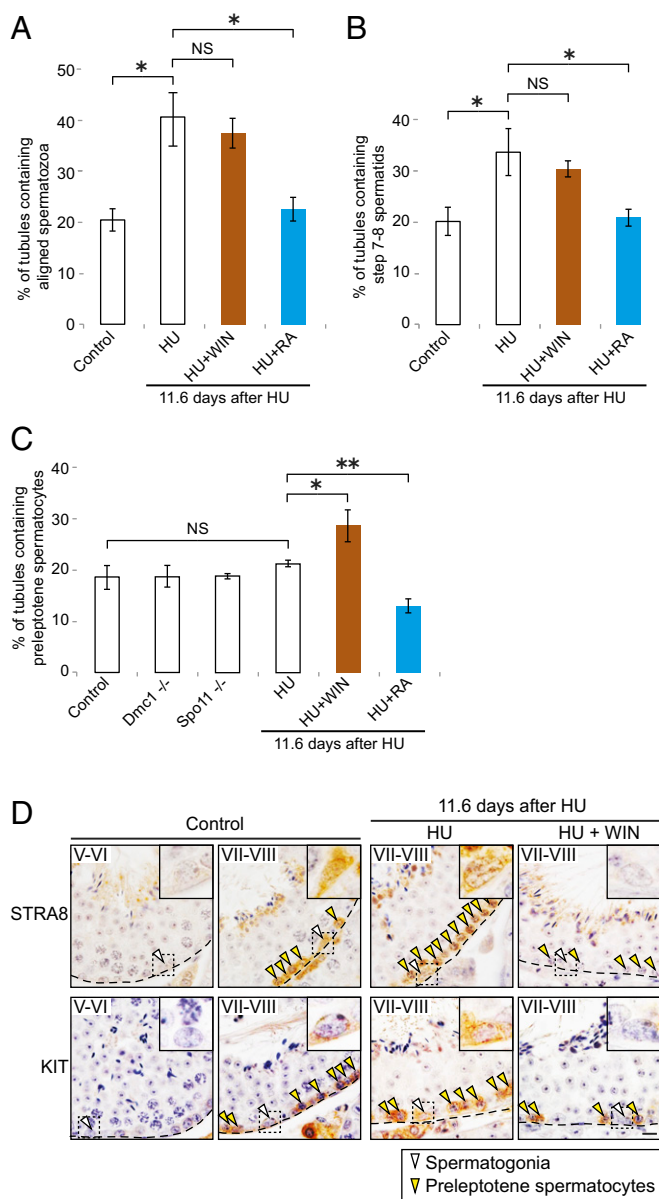 A
% of tubules containing
aligned spermatozoa
50
40
30
20
10
0
*
NS
*
Control
HU
HU+WIN
HU+RA
11.6 days after HU
B
% of tubules containing
step 7-8 spermatids
50
40
30
20
10
0
*
NS
*
Control
HU
HU+WIN
HU+RA
11.6 days after HU
C
% of tubules containing
preleptotene spermatocytes
40
30
20
10
0
NS
*
**
Control
Dmc1 -/-
Spo11 -/-
HU
HU+WIN
HU+RA
11.6 days after HU
D
11.6 days after HU
Control
HU
HU + WIN
STRA8
V-VI
VII-VIII
VII-VIII
VII-VIII
KIT
V-VI
VII-VIII
VII-VIII
VII-VIII
Spermatogonia
Preleptotene spermatocytes